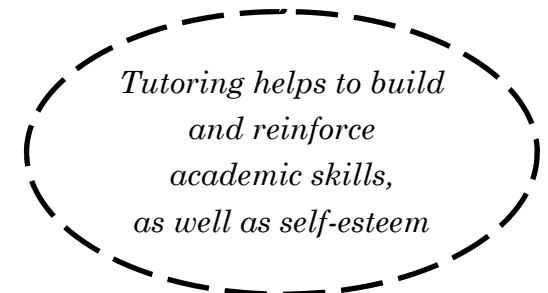 Tutoring helps to build
and reinforce
academic skills,
as well as self-esteem